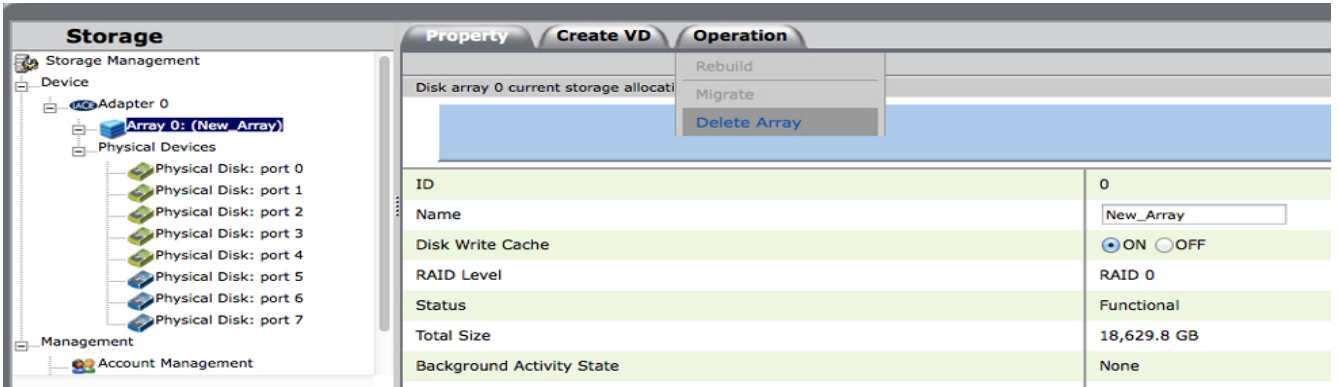 Storage
Storage Management
Device
Adapter 0
Array 0: (New_Array)
Physical Devices
Physical Disk: port 0
Physical Disk: port 1
Physical Disk: port 2
Physical Disk: port 3
Physical Disk: port 4
Physical Disk: port 5
Physical Disk: port 6
Physical Disk: port 7
Management
Account Management
Property Create VD Operation
Rebuild
Migrate
Delete Array
Disk array 0 current storage allocati
ID 0
Name New_Array
Disk Write Cache ON OFF
RAID Level RAID 0
Status Functional
Total Size 18,629.8 GB
Background Activity State None